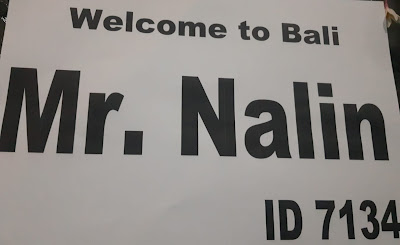 Welcome to Bali
Mr. Nalin
ID 7134